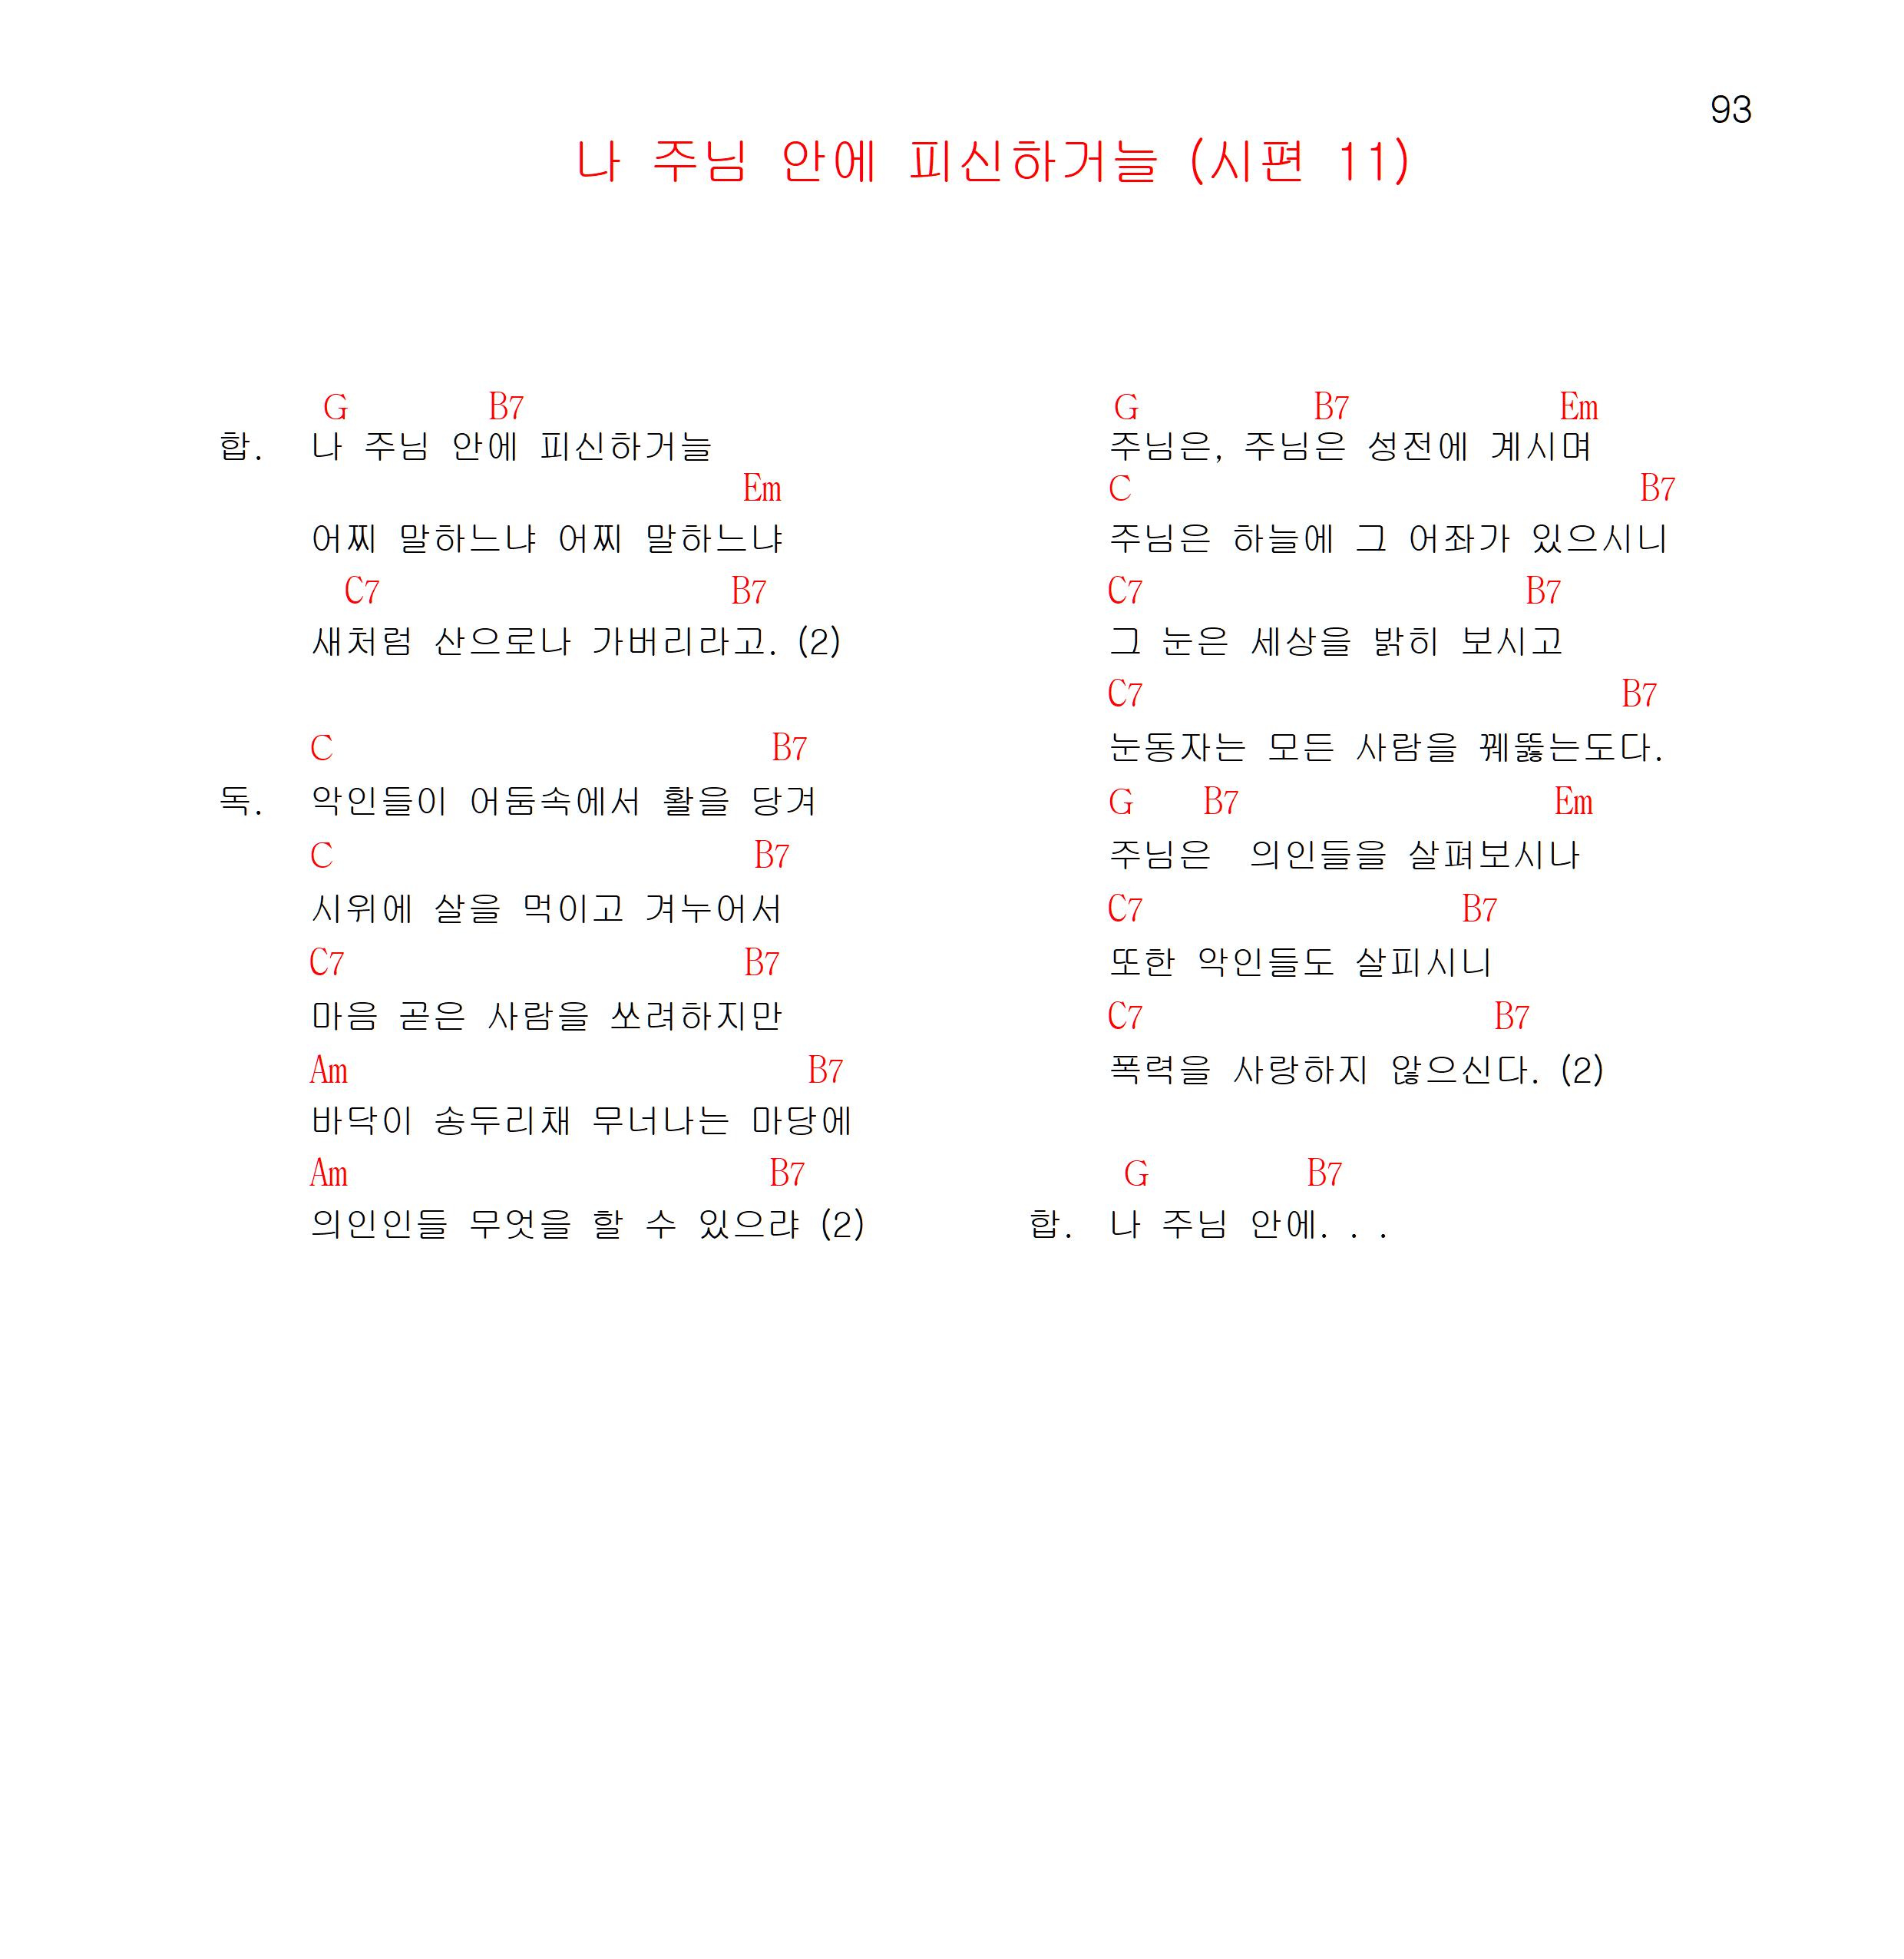 93
나 주님 안에 피신하거늘 (시편 11)
G B7
합. 나 주님 안에 피신하거늘
Em
어찌 말하느냐 어찌 말하느냐
C7 B7
새처럼 산으로나 가버리라고. (2)
C B7
독. 악인들이 어둠속에서 활을 당겨
C B7
시위에 살을 먹이고 겨누어서
C7 B7
마음 곧은 사람을 쏘려하지만
Am B7
바닥이 송두리채 무너나는 마당에
Am B7
의인인들 무엇을 할 수 있으랴 (2)
G B7 Em
주님은, 주님은 성전에 계시며
C B7
주님은 하늘에 그 어좌가 있으시니
C7 B7
그 눈은 세상을 밝히 보시고
C7 B7
눈동자는 모든 사람을 꿰뚫는도다.
G B7 Em
주님은 의인들을 살펴보시나
C7 B7
또한 악인들도 살피시니
C7 B7
폭력을 사랑하지 않으신다. (2)
G B7
합. 나 주님 안에. . .